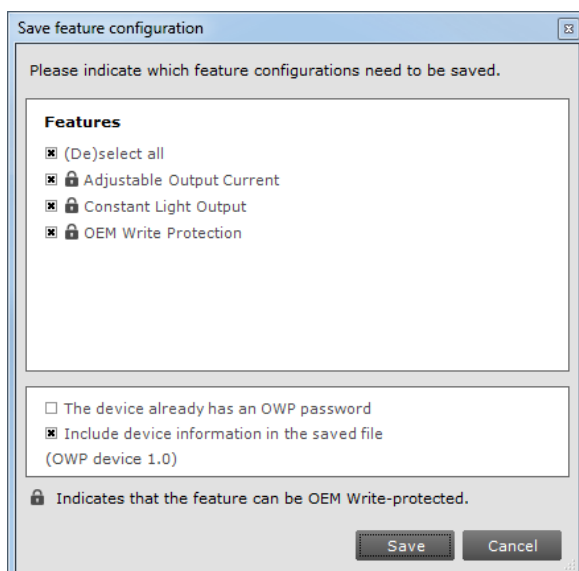 Save feature configuration
Please indicate which feature configurations need to be saved.
Features
(De)select all
Adjustable Output Current
Constant Light Output
OEM Write Protection
The device already has an OWP password
Include device information in the saved file
(OWP device 1.0)
Indicates that the feature can be OEM Write-protected.
Save Cancel